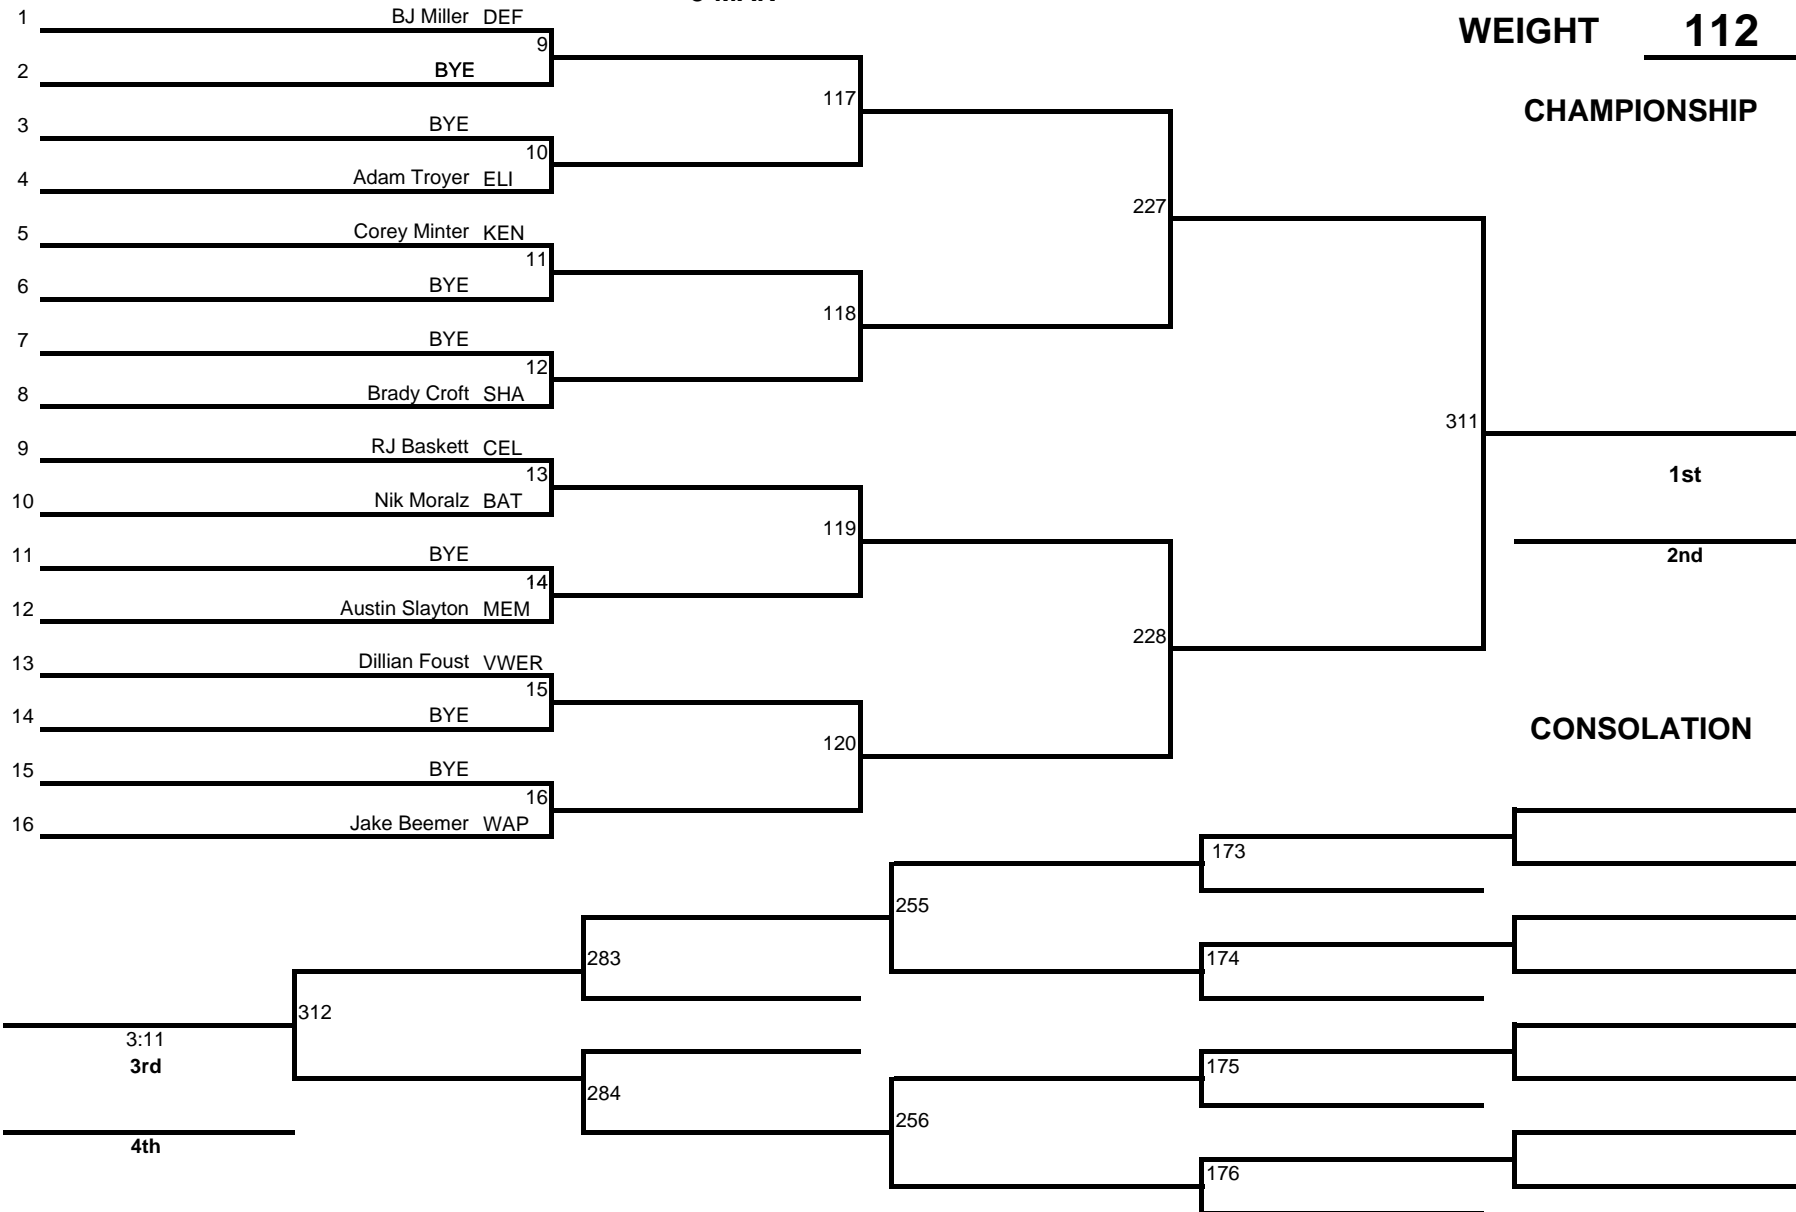 WEIGHT 112
1 BJ Miller DEF
9
2 BYE
117
CHAMPIONSHIP
3 BYE
10
4 Adam Troyer ELI
227
5 Corey Minter KEN
11
6 BYE
118
7 BYE
12
8 Brady Croft SHA
311
9 RJ Baskett CEL
13
1st
10 Nik Moralz BAT
119
11 BYE
2nd
14
12 Austin Slayton MEM
228
13 Dillian Foust VWER
15
14 BYE
CONSOLATION
120
15 BYE
16
16 Jake Beemer WAP
173
255
283
174
312
3:11
3rd
175
284
256
4th
176